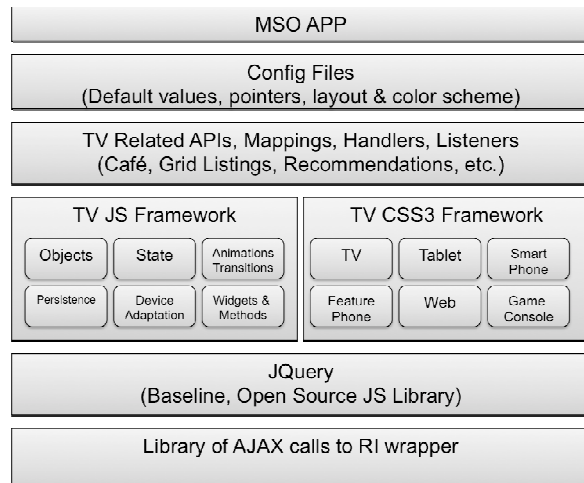 MSO APP
Config Files
(Default values, pointers, layout & color scheme)
TV Related APIs, Mappings, Handlers, Listeners
(Café, Grid Listings, Recommendations, etc.)
TV JS Framework
Objects
State
Animations
Transitions
Persistence
Device
Adaptation
Widgets &
Methods
TV CSS3 Framework
TV
Tablet
Smart
Phone
Feature
Phone
Web
Game
Console
JQuery
(Baseline, Open Source JS Library)
Library of AJAX calls to RI wrapper